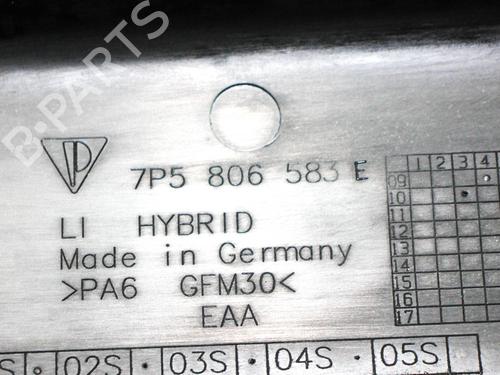 B-PARTS
7P5 806 583 E
LI HYBRID
Made in Germany
>PA6 GFM30<
EAA
1 2 3 4
09
10
11
12
13
14
15
16
17
S 02S 03S 04S 05S